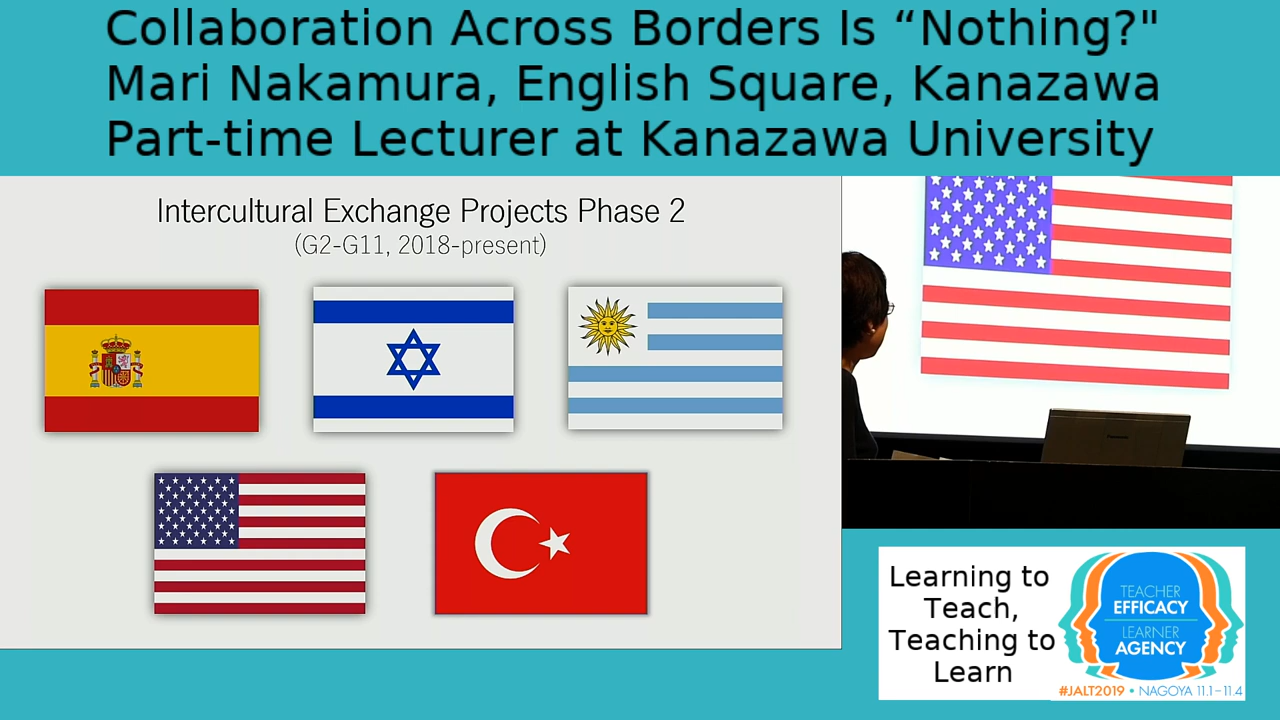 Collaboration Across Borders Is “Nothing?"
Mari Nakamura, English Square, Kanazawa
Part-time Lecturer at Kanazawa University
Intercultural Exchange Projects Phase 2
(G2-G11, 2018-present)
Learning to
Teach,
Teaching to
Learn
TEACHER
EFFICACY
LEARNER
AGENCY
#JALT2019 • NAGOYA 11.1–11.4